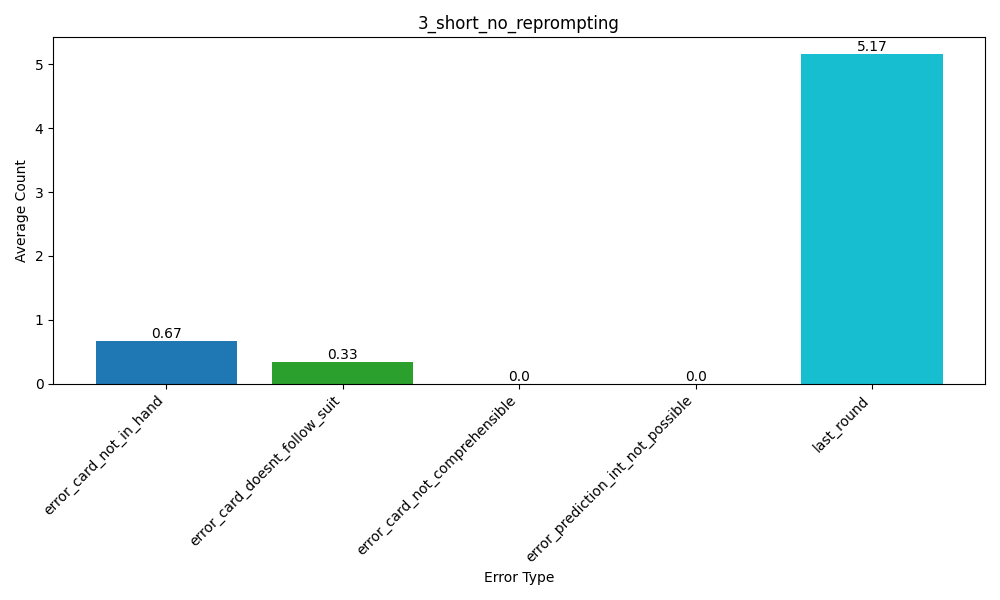 3_short_no_reprompting
Average Count
5
4
3
2
1
0
0.67
0.33
0.0
0.0
5.17
error_card_not_in_hand
error_card_doesnt_follow_suit
error_card_not_comprehensible
error_prediction_int_not_possible
last_round
Error Type